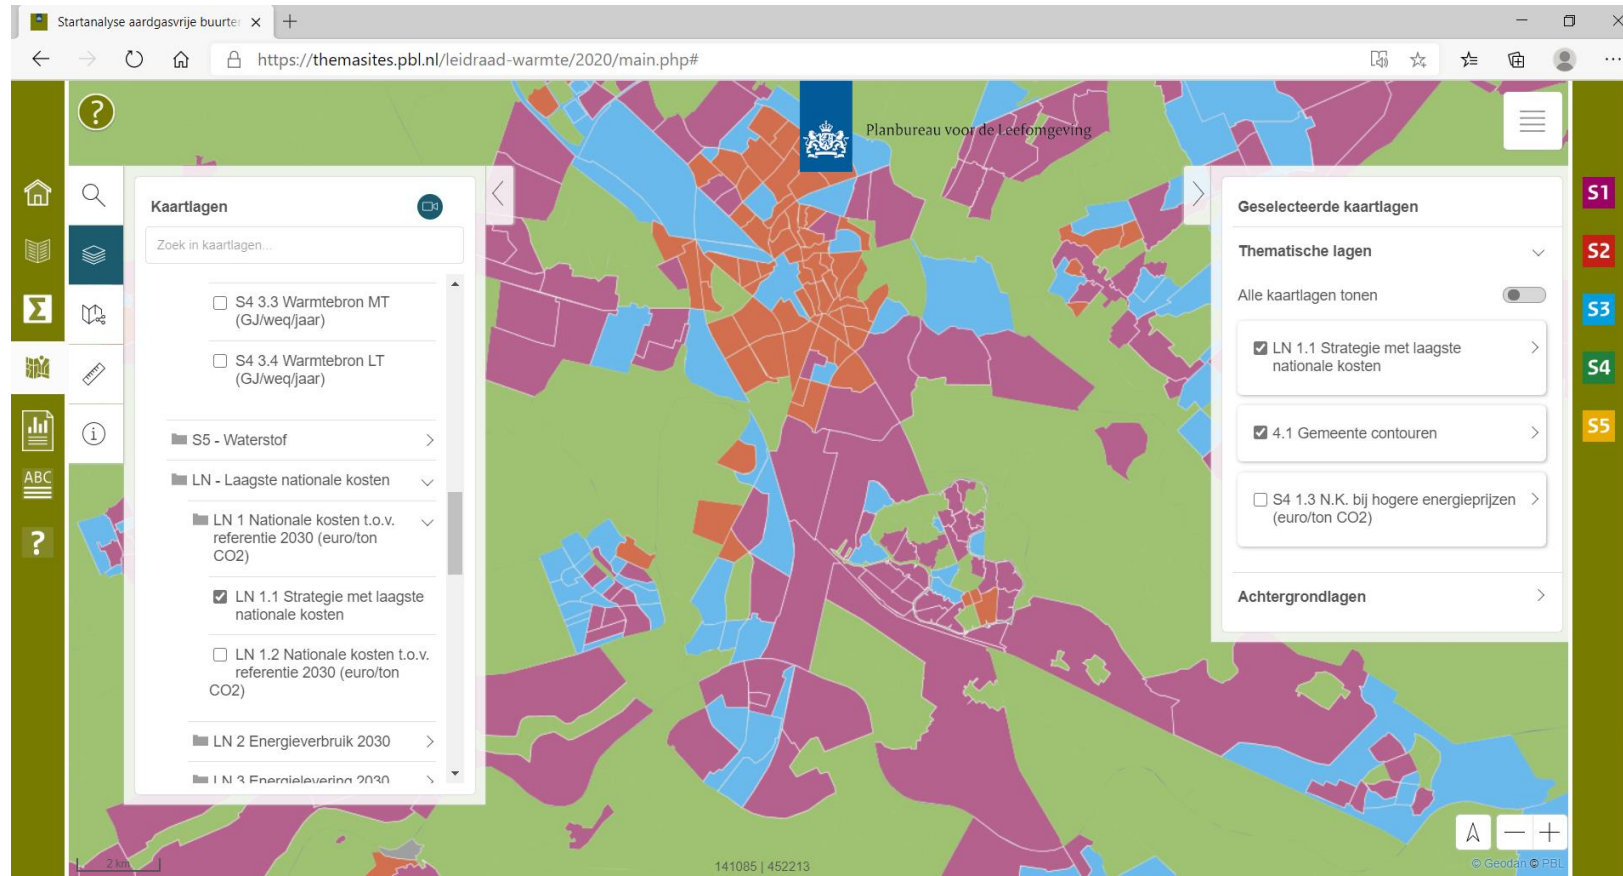 Startanalyse aardgasvrije buurter
https://themasites.pbl.nl/leidraad-warmte/2020/main.php#
?
Planbureau voor de Leefomgeving
Kaartlagen
Zoek in kaartlagen...
S4 3.3 Warmtebron MT
(GJ/weq/jaar)
S4 3.4 Warmtebron LT
(GJ/weq/jaar)
S5 - Waterstof
LN - Laagste nationale kosten
LN 1 Nationale kosten t.o.v.
referentie 2030 (euro/ton
CO2)
LN 1.1 Strategie met laagste
nationale kosten
LN 1.2 Nationale kosten t.o.v.
referentie 2030 (euro/ton
CO2)
LN 2 Energieverbruik 2030
LN 3 Energielevering 2030
Σ
i
ABC
?
Geselecteerde kaartlagen
Thematische lagen
Alle kaartlagen tonen
LN 1.1 Strategie met laagste
nationale kosten
4.1 Gemeente contouren
S4 1.3 N.K. bij hogere energieprijzen
(euro/ton CO2)
Achtergrondlagen
S1
S2
S3
S4
S5
2 km
141085 | 452213
© Geodan © PBL